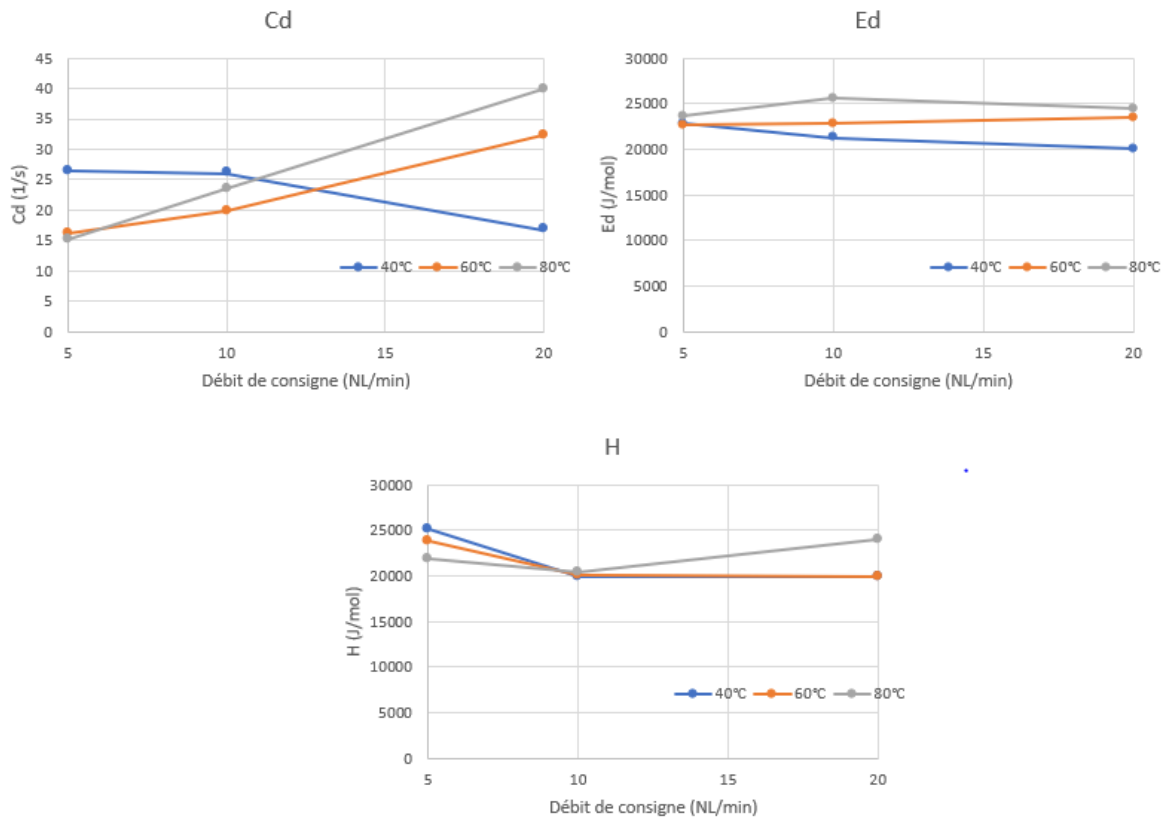 Cd
45
40
35
30
25
20
15
10
5
0
Cd (1/s)
40℃ 60℃ 80℃
5 10 15 20
Débit de consigne (NL/min)
Ed
30000
25000
20000
15000
10000
5000
0
Ed (J/mol)
40℃ 60℃ 80℃
5 10 15 20
Débit de consigne (NL/min)
H
30000
25000
20000
15000
10000
5000
0
H (J/mol)
40℃ 60℃ 80℃
5 10 15 20
Débit de consigne (NL/min)